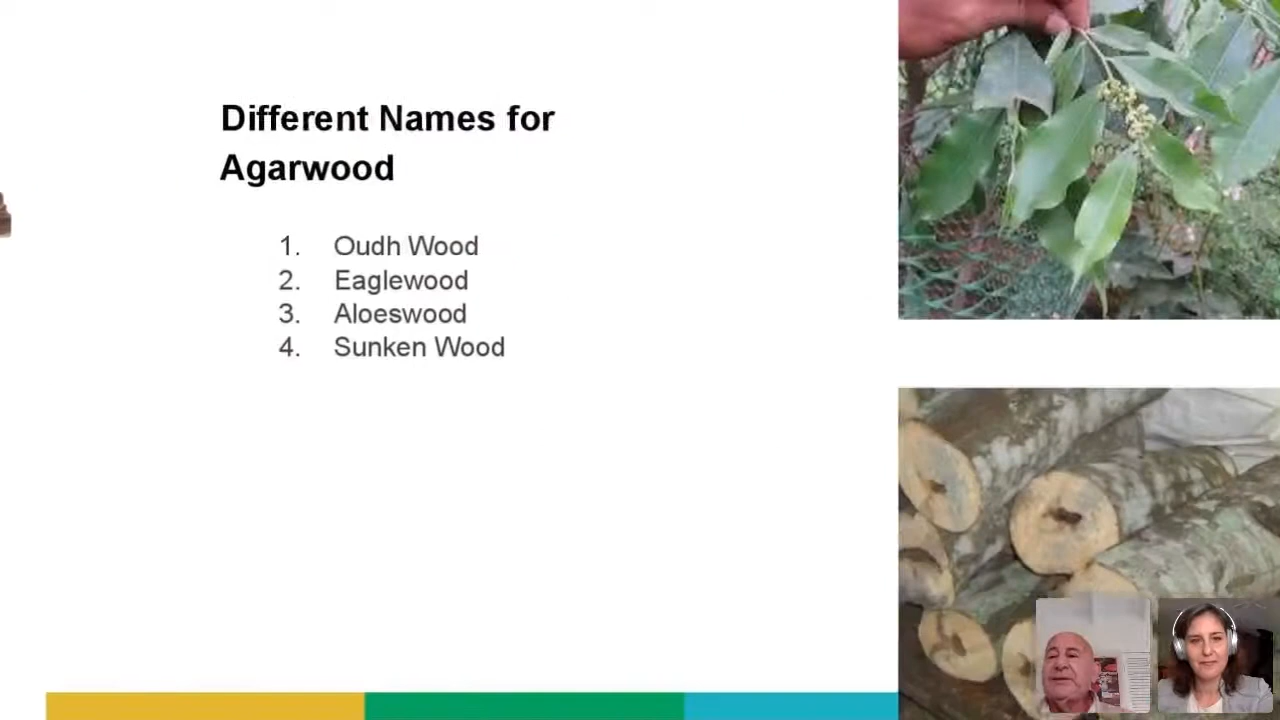 Different Names for
Agarwood
1. Oudh Wood
2. Eaglewood
3. Aloeswood
4. Sunken Wood